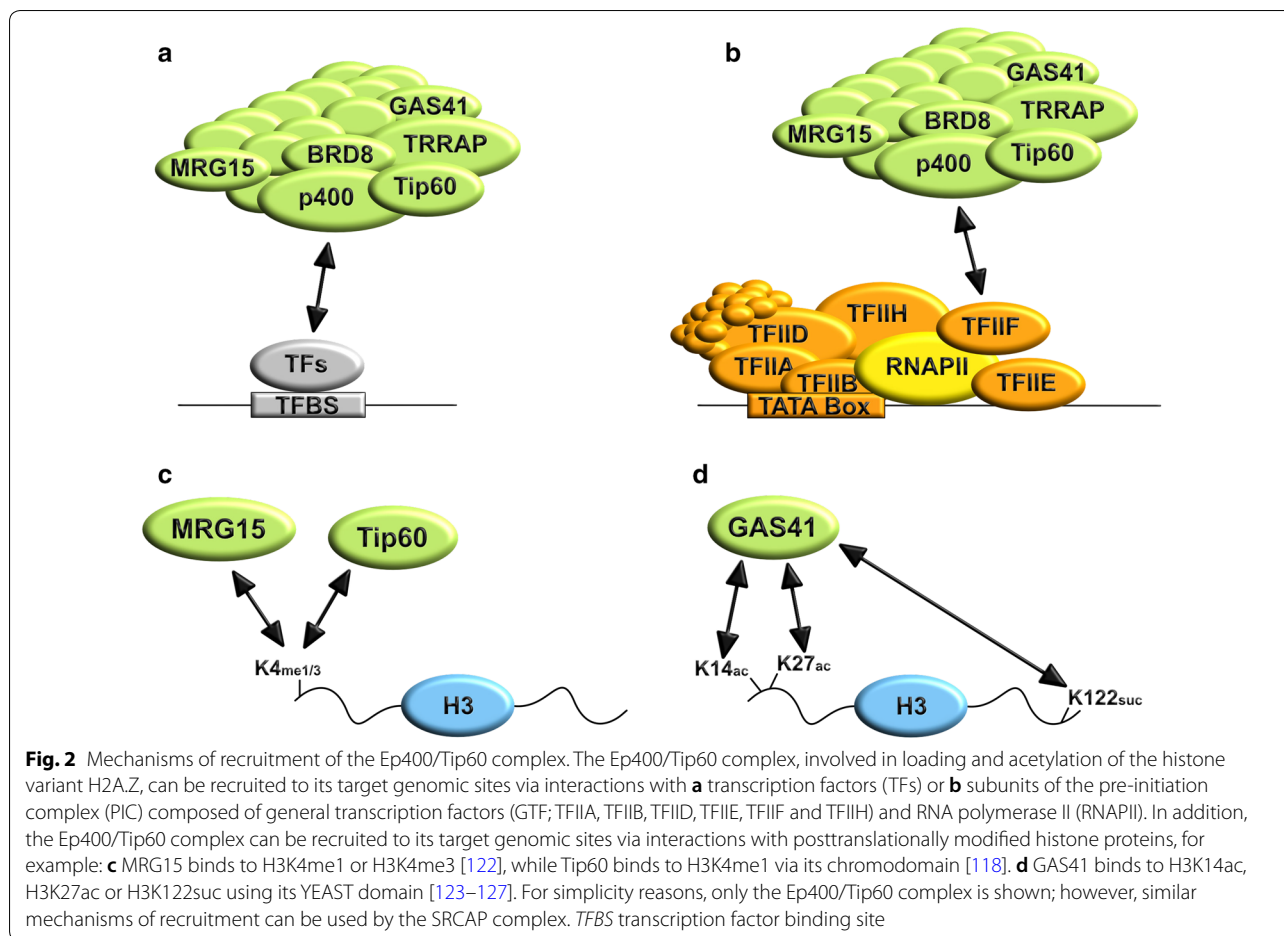 a
GAS41
TRRAP
BRD8
MRG15
Tip60
p400
TFs
TFBS
b
GAS41
TRRAP
BRD8
MRG15
Tip60
p400
TFIIH
TFIID
TFIIF
TFIIA
RNAPII
TFIIB
TFIIE
TATA Box
c
MRG15
Tip60
K4me1/3
H3
d
GAS41
K14ac
K27ac
H3
K122suc
Fig. 2 Mechanisms of recruitment of the Ep400/Tip60 complex. The Ep400/Tip60 complex, involved in loading and acetylation of the histone
variant H2A.Z, can be recruited to its target genomic sites via interactions with a transcription factors (TFs) or b subunits of the pre-initiation
complex (PIC) composed of general transcription factors (GTF; TFIIA, TFIIB, TFIID, TFIIE, TFIIF and TFIIH) and RNA polymerase II (RNAPII). In addition,
the Ep400/Tip60 complex can be recruited to its target genomic sites via interactions with posttranslationally modified histone proteins, for
example: c MRG15 binds to H3K4me1 or H3K4me3 [122], while Tip60 binds to H3K4me1 via its chromodomain [118]. d GAS41 binds to H3K14ac,
H3K27ac or H3K122suc using its YEAST domain [123–127]. For simplicity reasons, only the Ep400/Tip60 complex is shown; however, similar
mechanisms of recruitment can be used by the SRCAP complex. TFBS transcription factor binding site